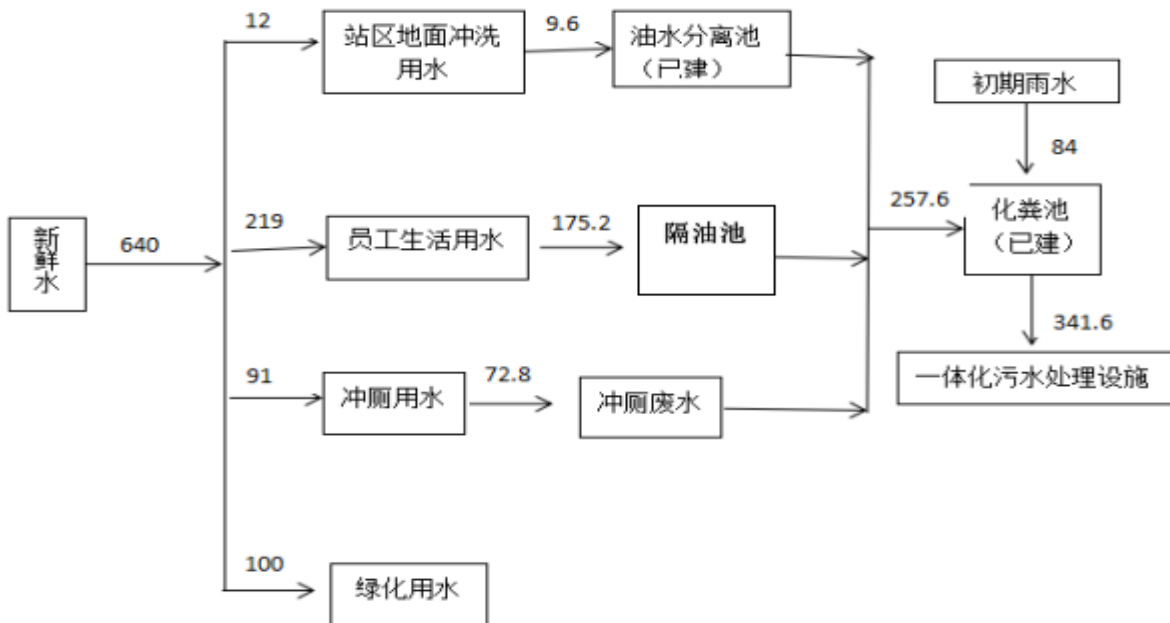 12
站区地面冲洗
用水
9.6
油水分离池
（已建）
初期雨水
84
新鲜水
640
219
员工生活用水
175.2
隔油池
257.6
化粪池
（已建）
341.6
一体化污水处理设施
91
冲厕用水
72.8
冲厕废水
100
绿化用水